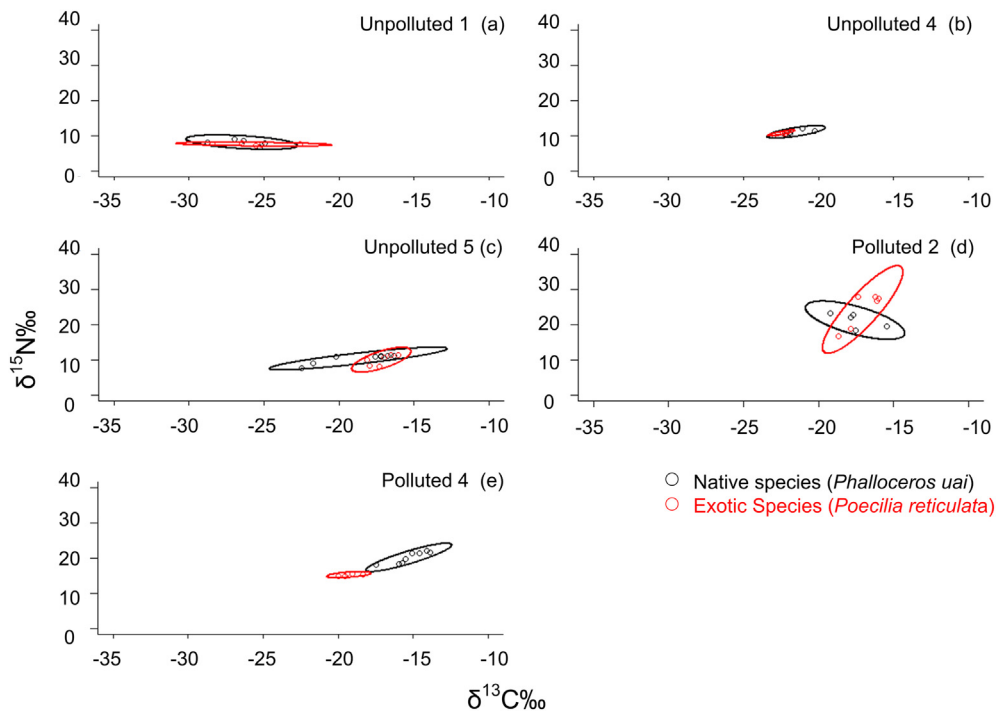 Unpolluted 1 (a)
40
30
20
10
0
-35 -30 -25 -20 -15 -10
Unpolluted 4 (b)
40
30
20
10
0
-35 -30 -25 -20 -15 -10
Unpolluted 5 (c)
40
30
20
10
0
-35 -30 -25 -20 -15 -10
Polluted 2 (d)
40
30
20
10
0
-35 -30 -25 -20 -15 -10
δ15N‰
Polluted 4 (e)
40
30
20
10
0
-35 -30 -25 -20 -15 -10
Native species (Phalloceros uai)
Exotic Species (Poecilia reticulata)
δ13C‰